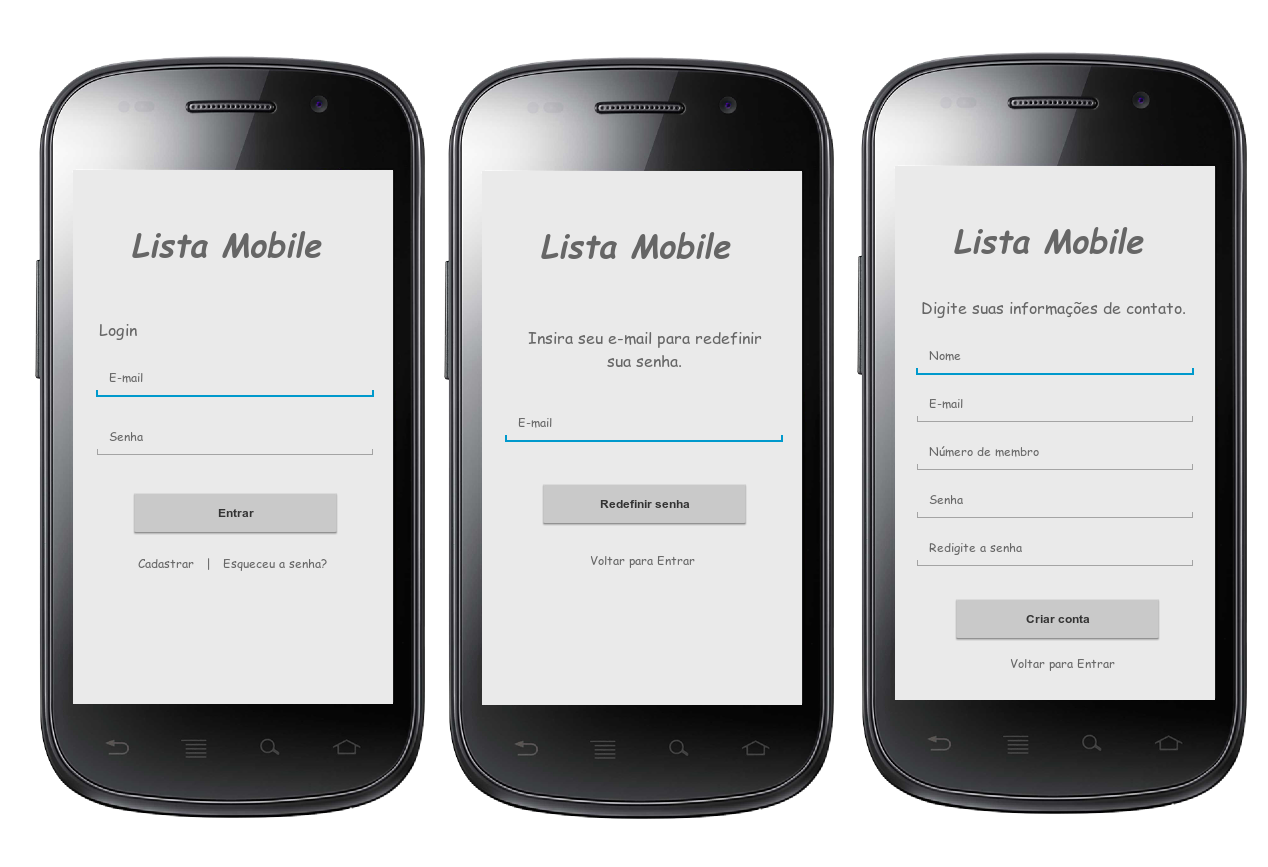 Lista Mobile
Login
E-mail
Senha
Entrar
Cadastrar | Esqueceu a senha?
Lista Mobile
Insira seu e-mail para redefinir
sua senha.
E-mail
Redefinir senha
Voltar para Entrar
Lista Mobile
Digite suas informações de contato.
Nome
E-mail
Número de membro
Senha
Redigite a senha
Criar conta
Voltar para Entrar